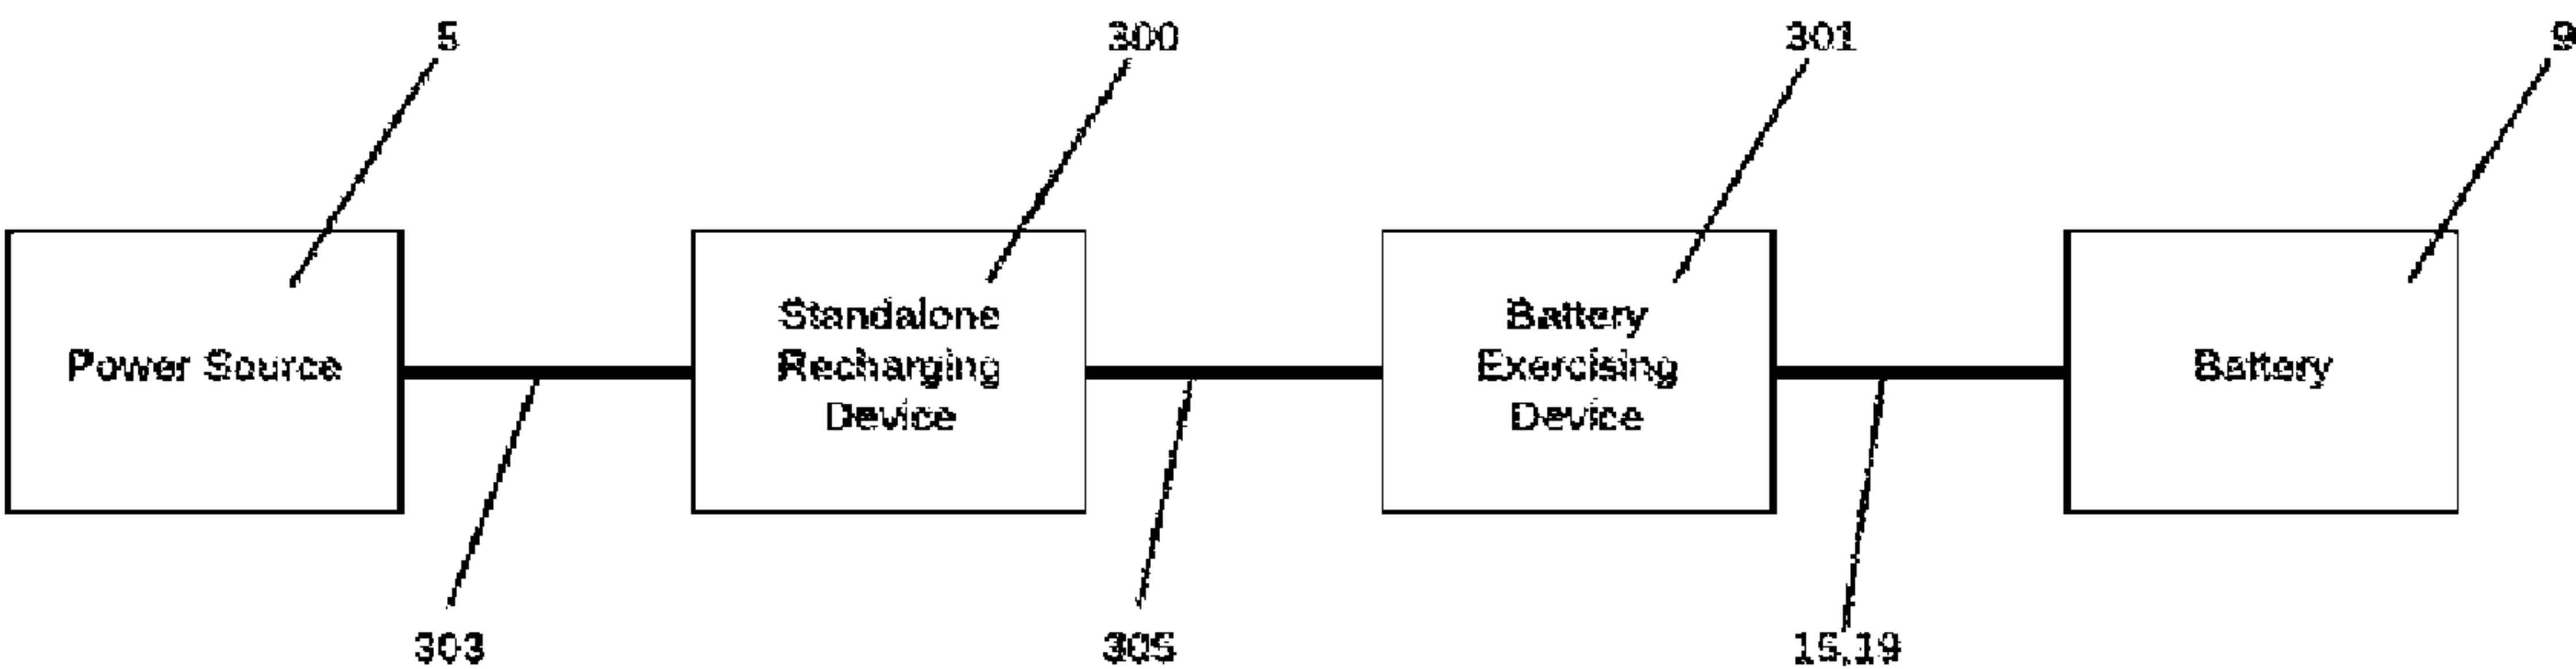 5
300
301
9
Power Source
Standalone
Recharging
Device
Battery
Exercising
Device
Battery
303
305
15,19